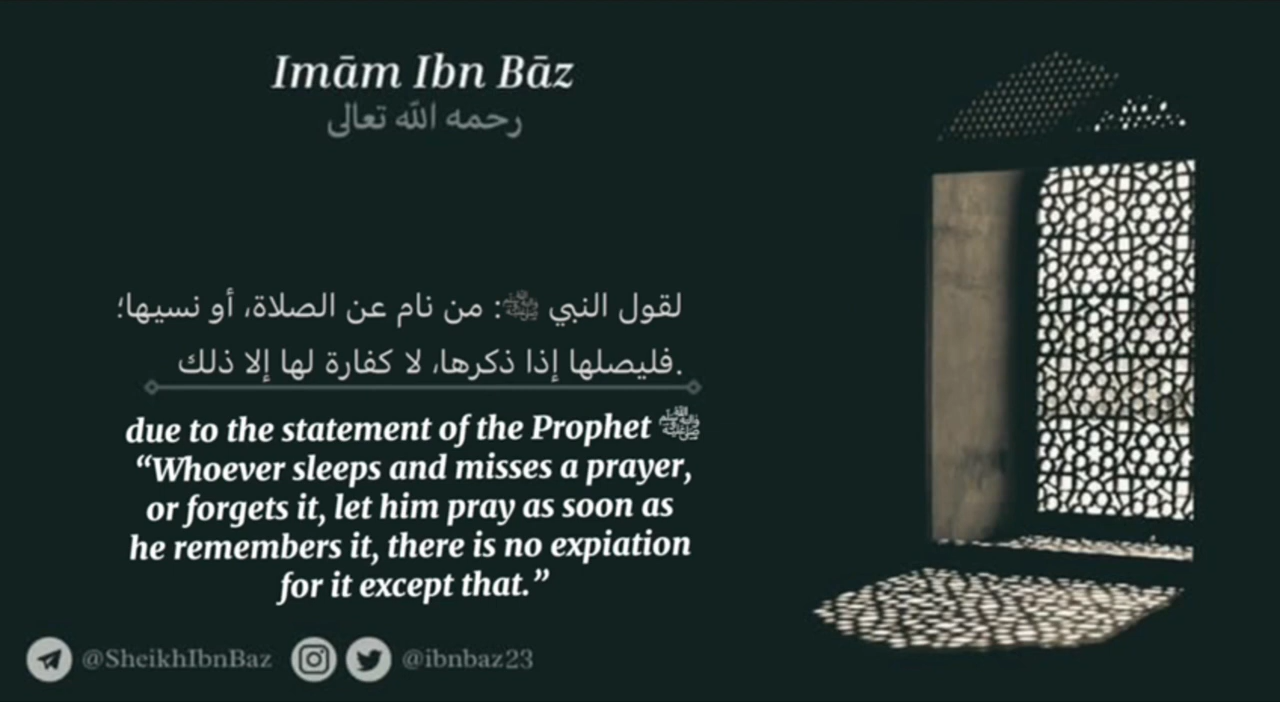 Imām Ibn Bāz
رحمه الله تعالى
لقول النبي ﷺ: من نام عن الصلاة، أو نسيها؛
فليصلها إذا ذكرها، لا كفارة لها إلا ذلك.
due to the statement of the Prophet ﷺ
“Whoever sleeps and misses a prayer,
or forgets it, let him pray as soon as
he remembers it, there is no expiation
for it except that.”
@SheikhIbnBaz
@ibnbaz23